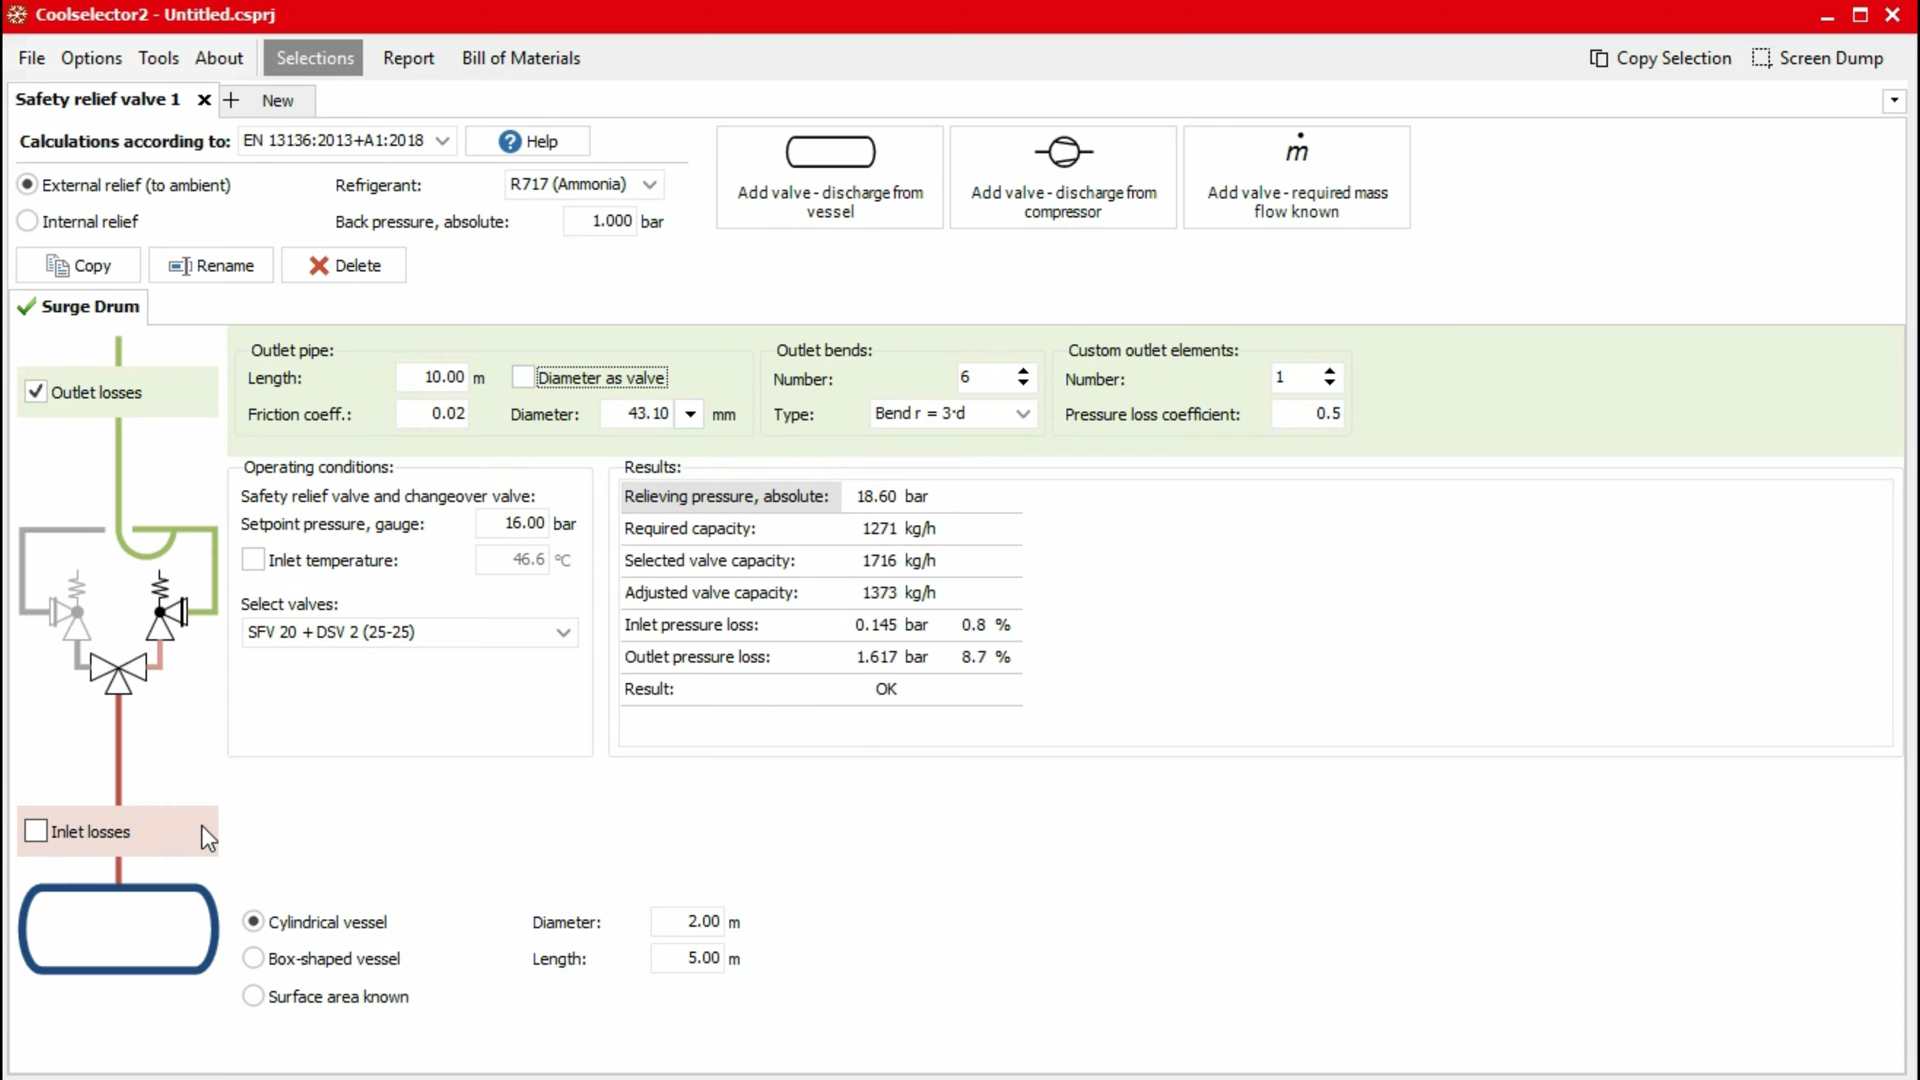 Coolselector2 - Untitled.csprj
File Options Tools About Selections Report Bill of Materials Copy Selection Screen Dump
Safety relief valve 1 New
Calculations according to: EN 13136:2013+A1:2018 Help
External relief (to ambient) Refrigerant: R717 (Ammonia)
Internal relief Back pressure, absolute: 1.000 bar
Add valve - discharge from
vessel
Add valve - discharge from
compressor
ṁ
Add valve - required mass
flow known
Copy Rename Delete
Surge Drum
Outlet losses
Outlet pipe:
Length: 10.00 m Diameter as valve
Friction coeff.: 0.02 Diameter: 43.10 mm
Outlet bends:
Number: 6
Type: Bend r = 3·d
Custom outlet elements:
Number: 1
Pressure loss coefficient: 0.5
Operating conditions:
Safety relief valve and changeover valve:
Setpoint pressure, gauge: 16.00 bar
Inlet temperature: 46.6 °C
Select valves:
SFV 20 + DSV 2 (25-25)
Results:
Relieving pressure, absolute: 18.60 bar
Required capacity: 1271 kg/h
Selected valve capacity: 1716 kg/h
Adjusted valve capacity: 1373 kg/h
Inlet pressure loss: 0.145 bar 0.8 %
Outlet pressure loss: 1.617 bar 8.7 %
Result: OK
Inlet losses
Cylindrical vessel Diameter: 2.00 m
Box-shaped vessel Length: 5.00 m
Surface area known